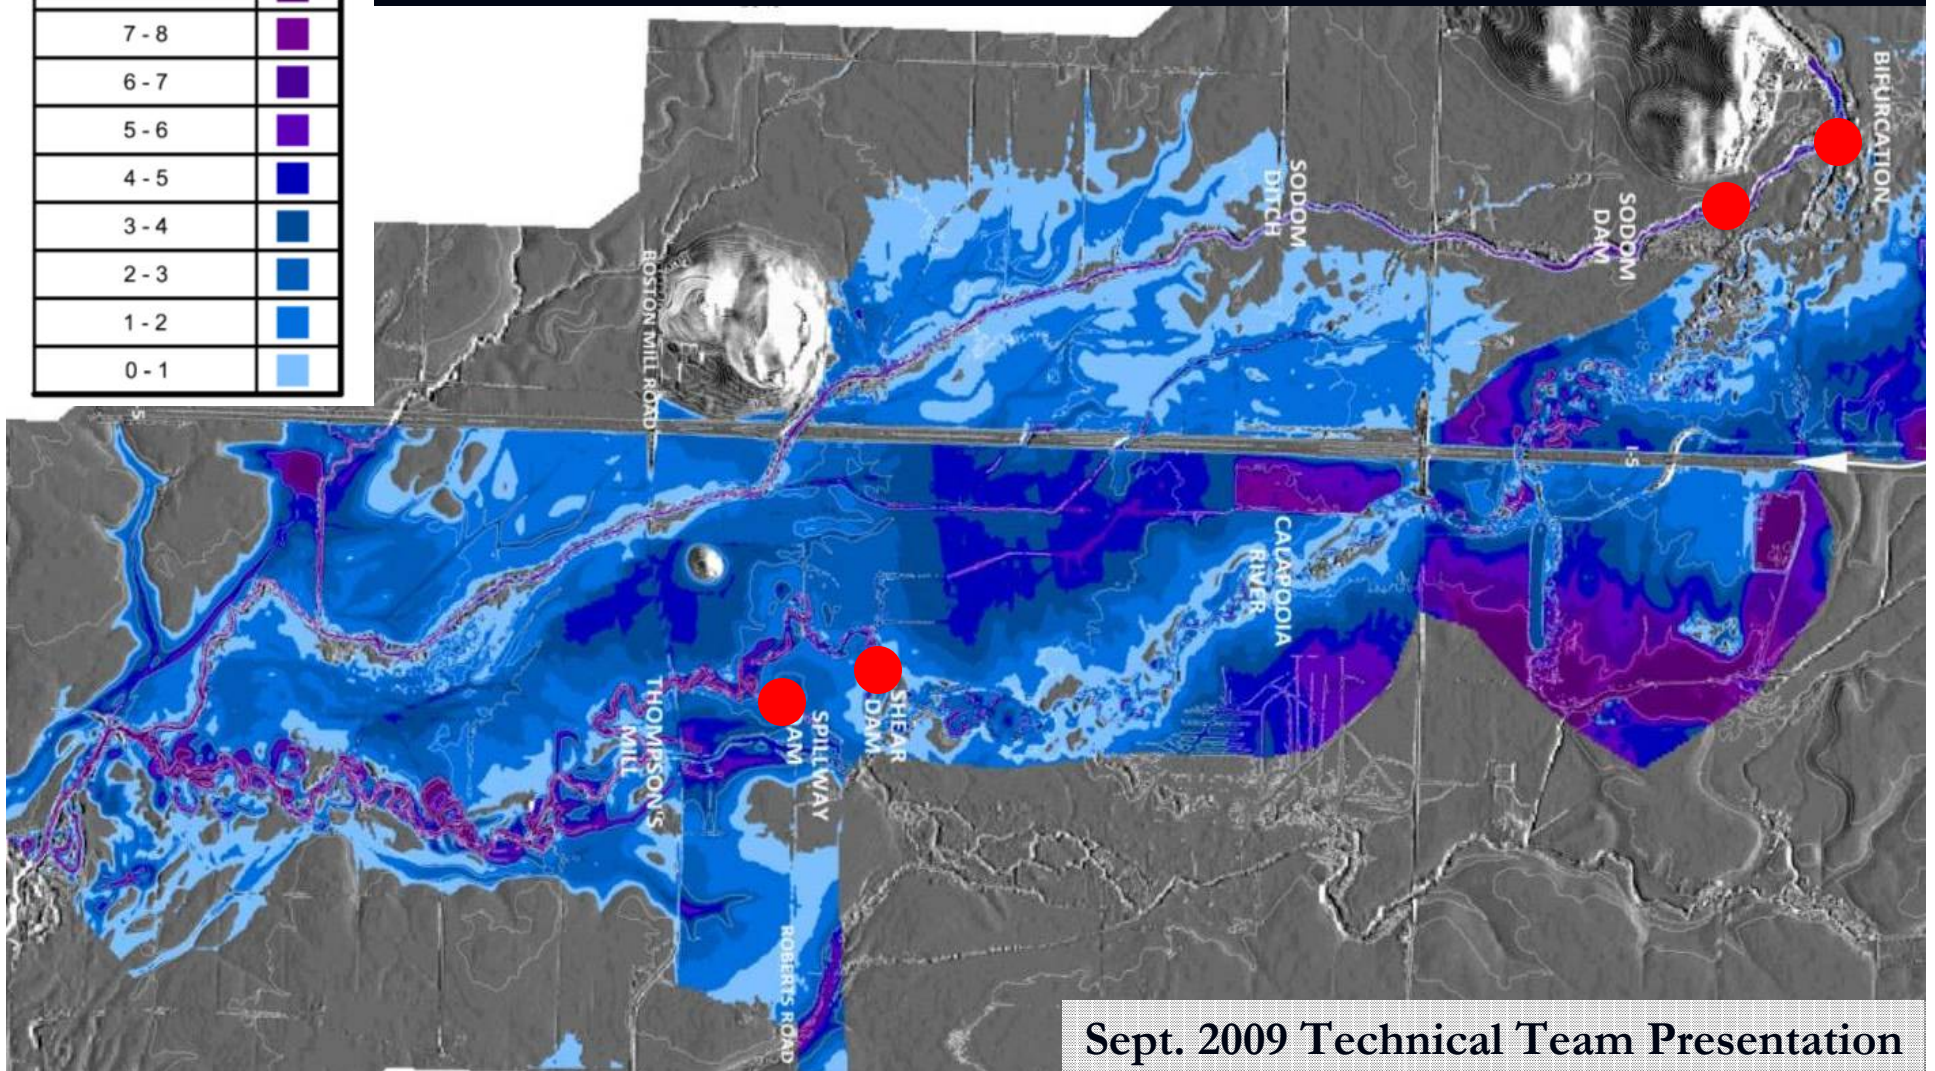 7 - 8
6 - 7
5 - 6
4 - 5
3 - 4
2 - 3
1 - 2
0 - 1
BIFURCATION
SODOM
DITCH
SODOM
DAM
BOSTON MILL ROAD
I-5
CALAPOOIA
RIVER
SHEAR
DAM
SPILLWAY
THOMPSON'S
MILL
ROBERTS ROAD
Sept. 2009 Technical Team Presentation